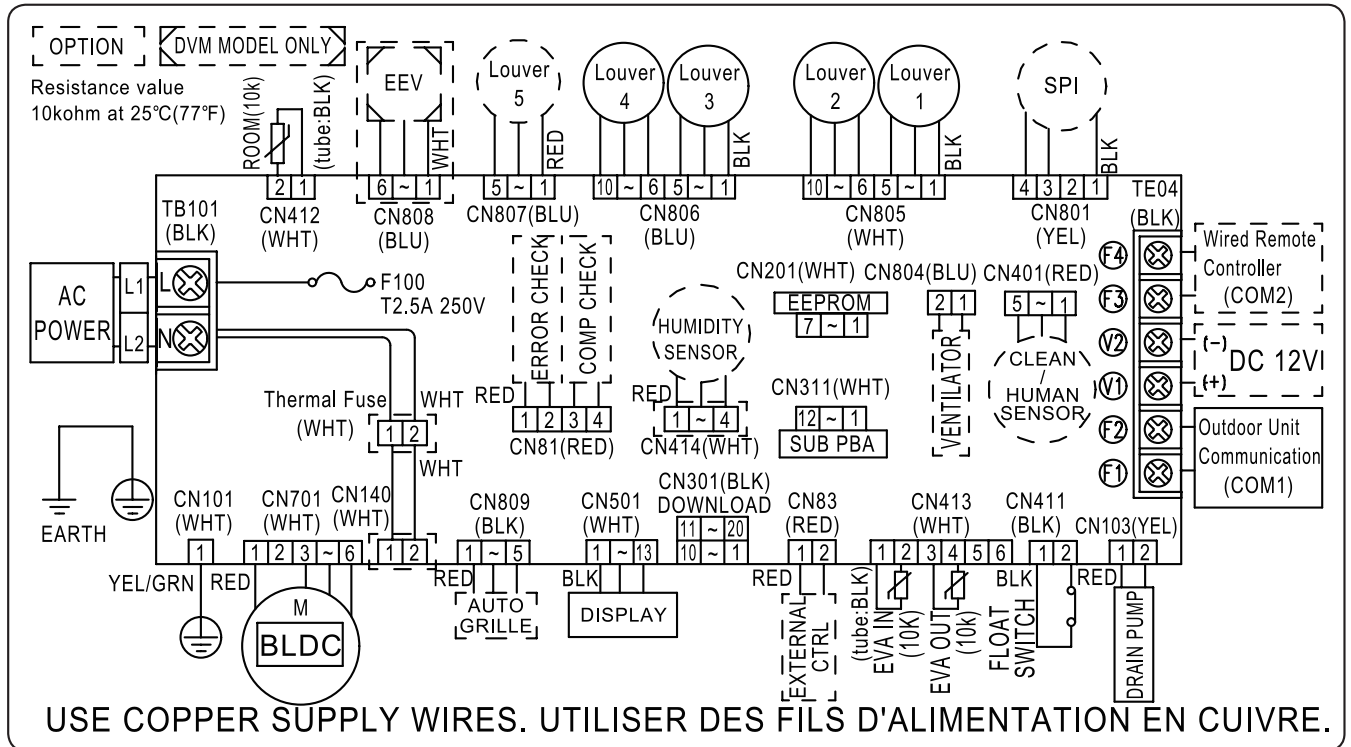 OPTION
DVM MODEL ONLY
Resistance value
10kohm at 25℃(77℉)
ROOM(10k)
(tube:BLK)
2 1
CN412
(WHT)
EEV
WHT
6 ~ 1
CN808
(BLU)
Louver
5
RED
5 ~ 1
CN807(BLU)
Louver
4
Louver
3
BLK
10 ~ 6 5 ~ 1
CN806
(BLU)
Louver
2
Louver
1
BLK
10 ~ 6 5 ~ 1
CN805
(WHT)
SPI
BLK
4 3 2 1
CN801
(YEL)
TE04
(BLK)
TB101
(BLK)
AC
POWER
L1
L2
L
N
F100
T2.5A 250V
Thermal Fuse
(WHT)
WHT
1 2
WHT
ERROR CHECK
COMP CHECK
RED
1 2 3 4
CN81(RED)
HUMIDITY
SENSOR
RED
1 ~ 4
CN414(WHT)
CN201(WHT)
EEPROM
7 ~ 1
CN311(WHT)
12 ~ 1
SUB PBA
CN804(BLU)
2 1
VENTILATOR
CN401(RED)
5 ~ 1
CLEAN
/
HUMAN
SENSOR
F4
F3
V2
V1
F2
F1
Wired Remote
Controller
(COM2)
(-)
DC 12V
(+)
Outdoor Unit
Communication
(COM1)
EARTH
CN101
(WHT)
1
YEL/GRN
CN701
(WHT)
1 2 3 ~ 6
RED
M
BLDC
CN140
(WHT)
1 2
CN809
(BLK)
1 ~ 5
RED
AUTO
GRILLE
CN501
(WHT)
1 ~ 13
BLK
DISPLAY
CN301(BLK)
DOWNLOAD
11 ~ 20
10 ~ 1
CN83
(RED)
1 2
RED
EXTERNAL
CTRL
CN413
(WHT)
1 2 3 4 5 6
(tube:BLK)
EVA IN
(10K)
EVA OUT
(10k)
FLOAT
SWITCH
CN411
(BLK)
1 2
BLK
CN103(YEL)
1 2
RED
DRAIN PUMP
USE COPPER SUPPLY WIRES. UTILISER DES FILS D'ALIMENTATION EN CUIVRE.